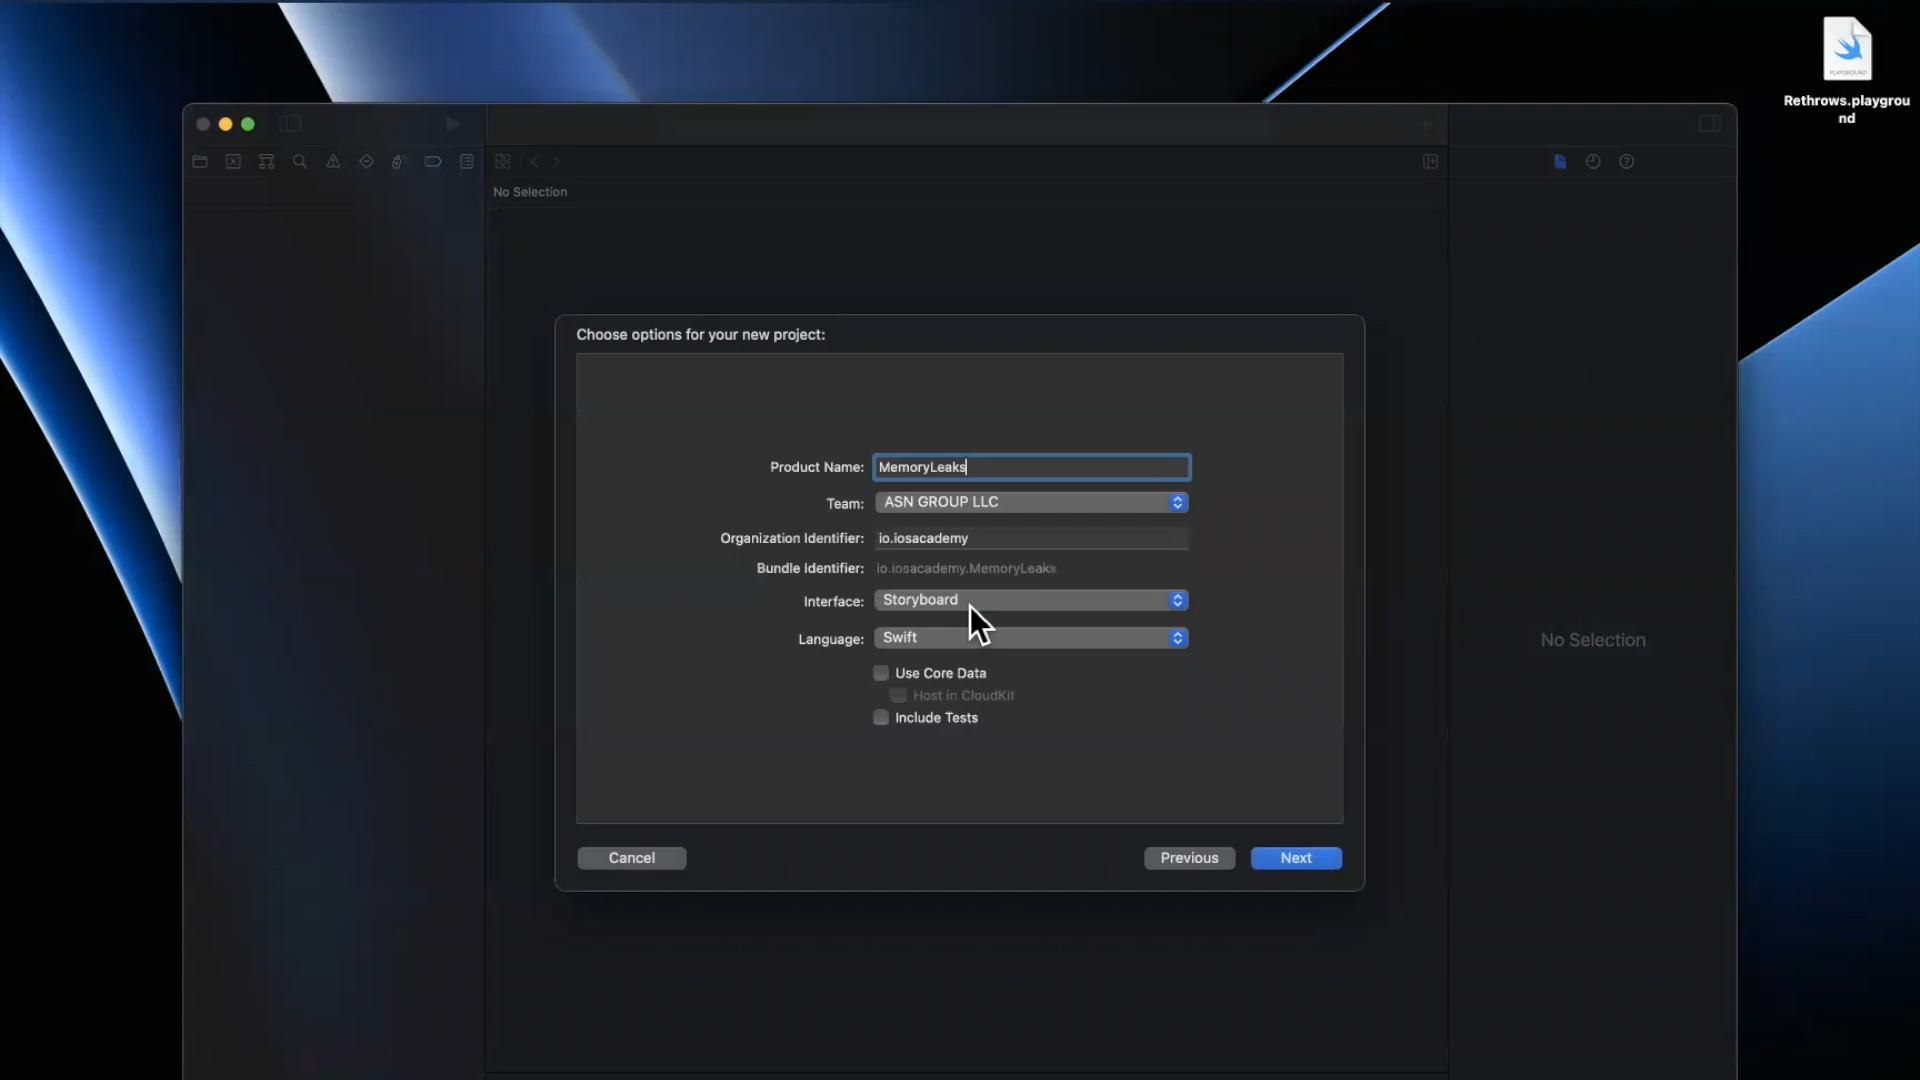 PLAYGROUND
Rethrows.playgrou
nd
No Selection
Choose options for your new project:
Product Name: MemoryLeaks
Team: ASN GROUP LLC
Organization Identifier: io.iosacademy
Bundle Identifier: io.iosacademy.MemoryLeaks
Interface: Storyboard
Language: Swift
Use Core Data
Host in CloudKit
Include Tests
No Selection
Cancel
Previous
Next